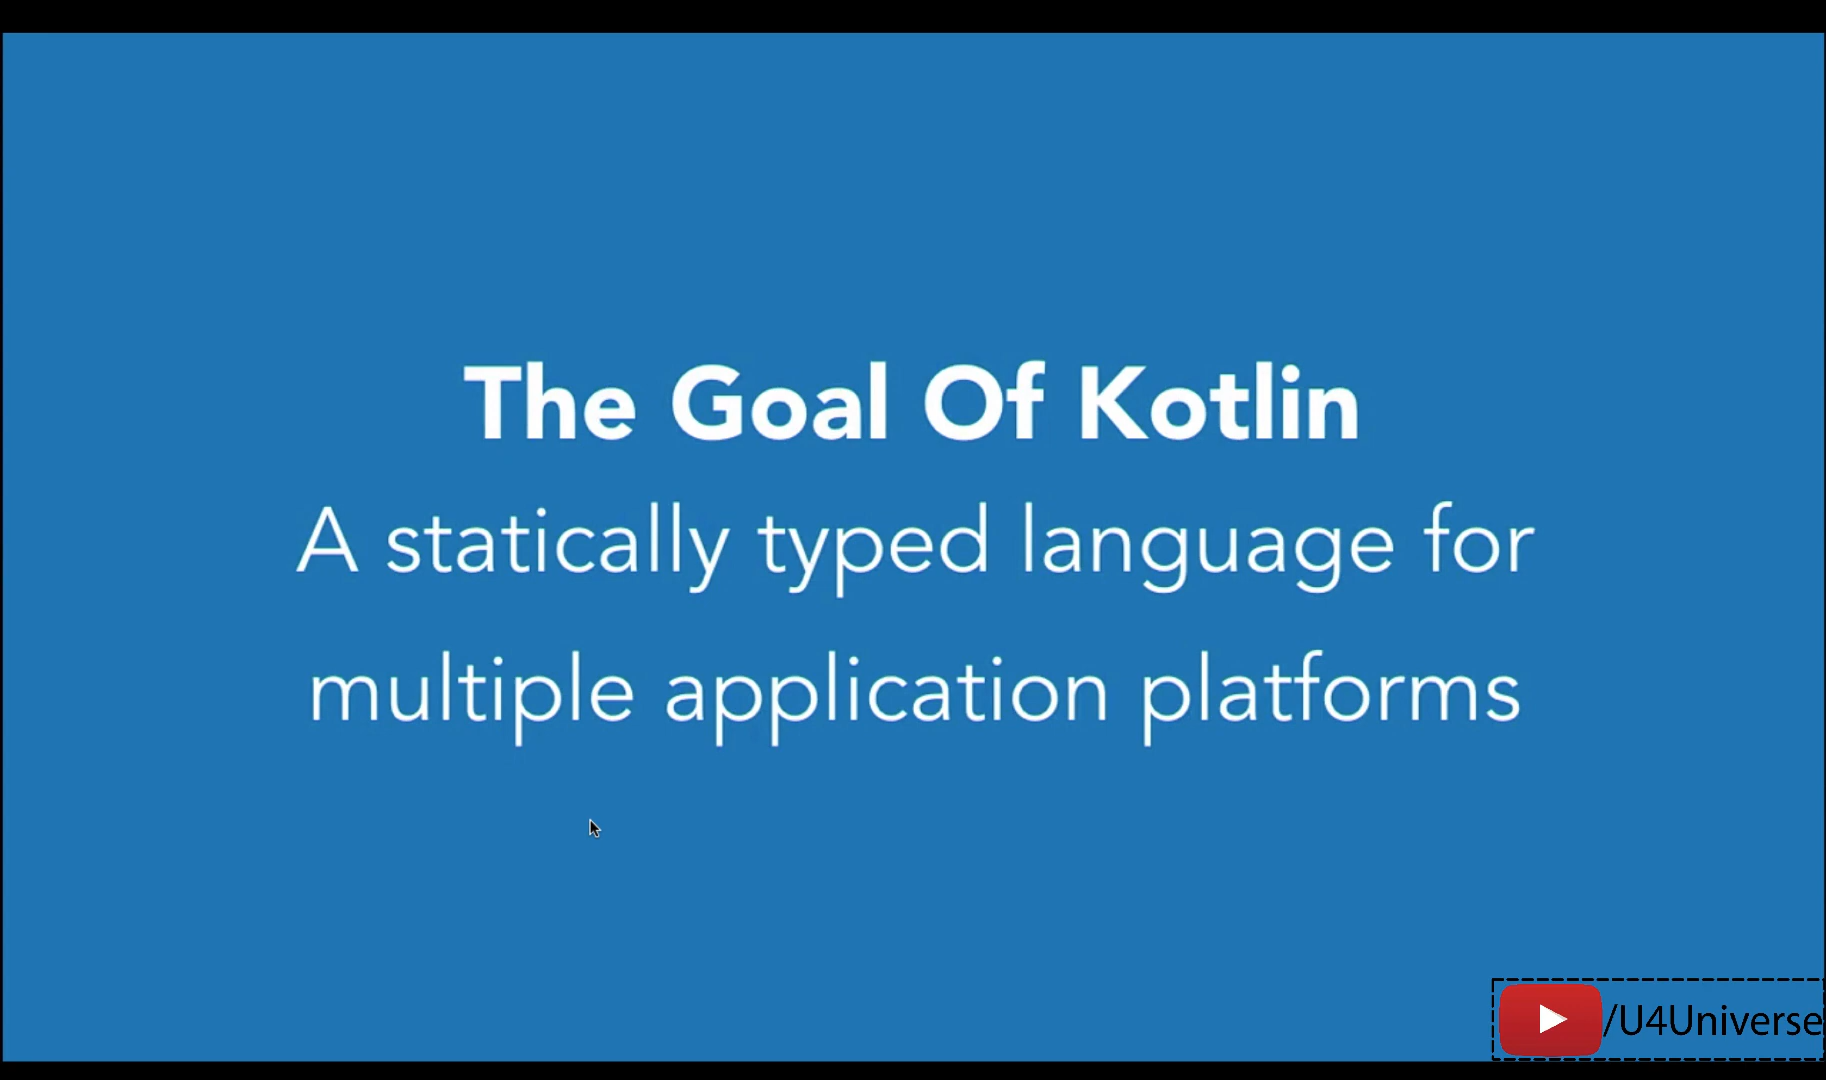 The Goal Of Kotlin
A statically typed language for
multiple application platforms
/U4Universe